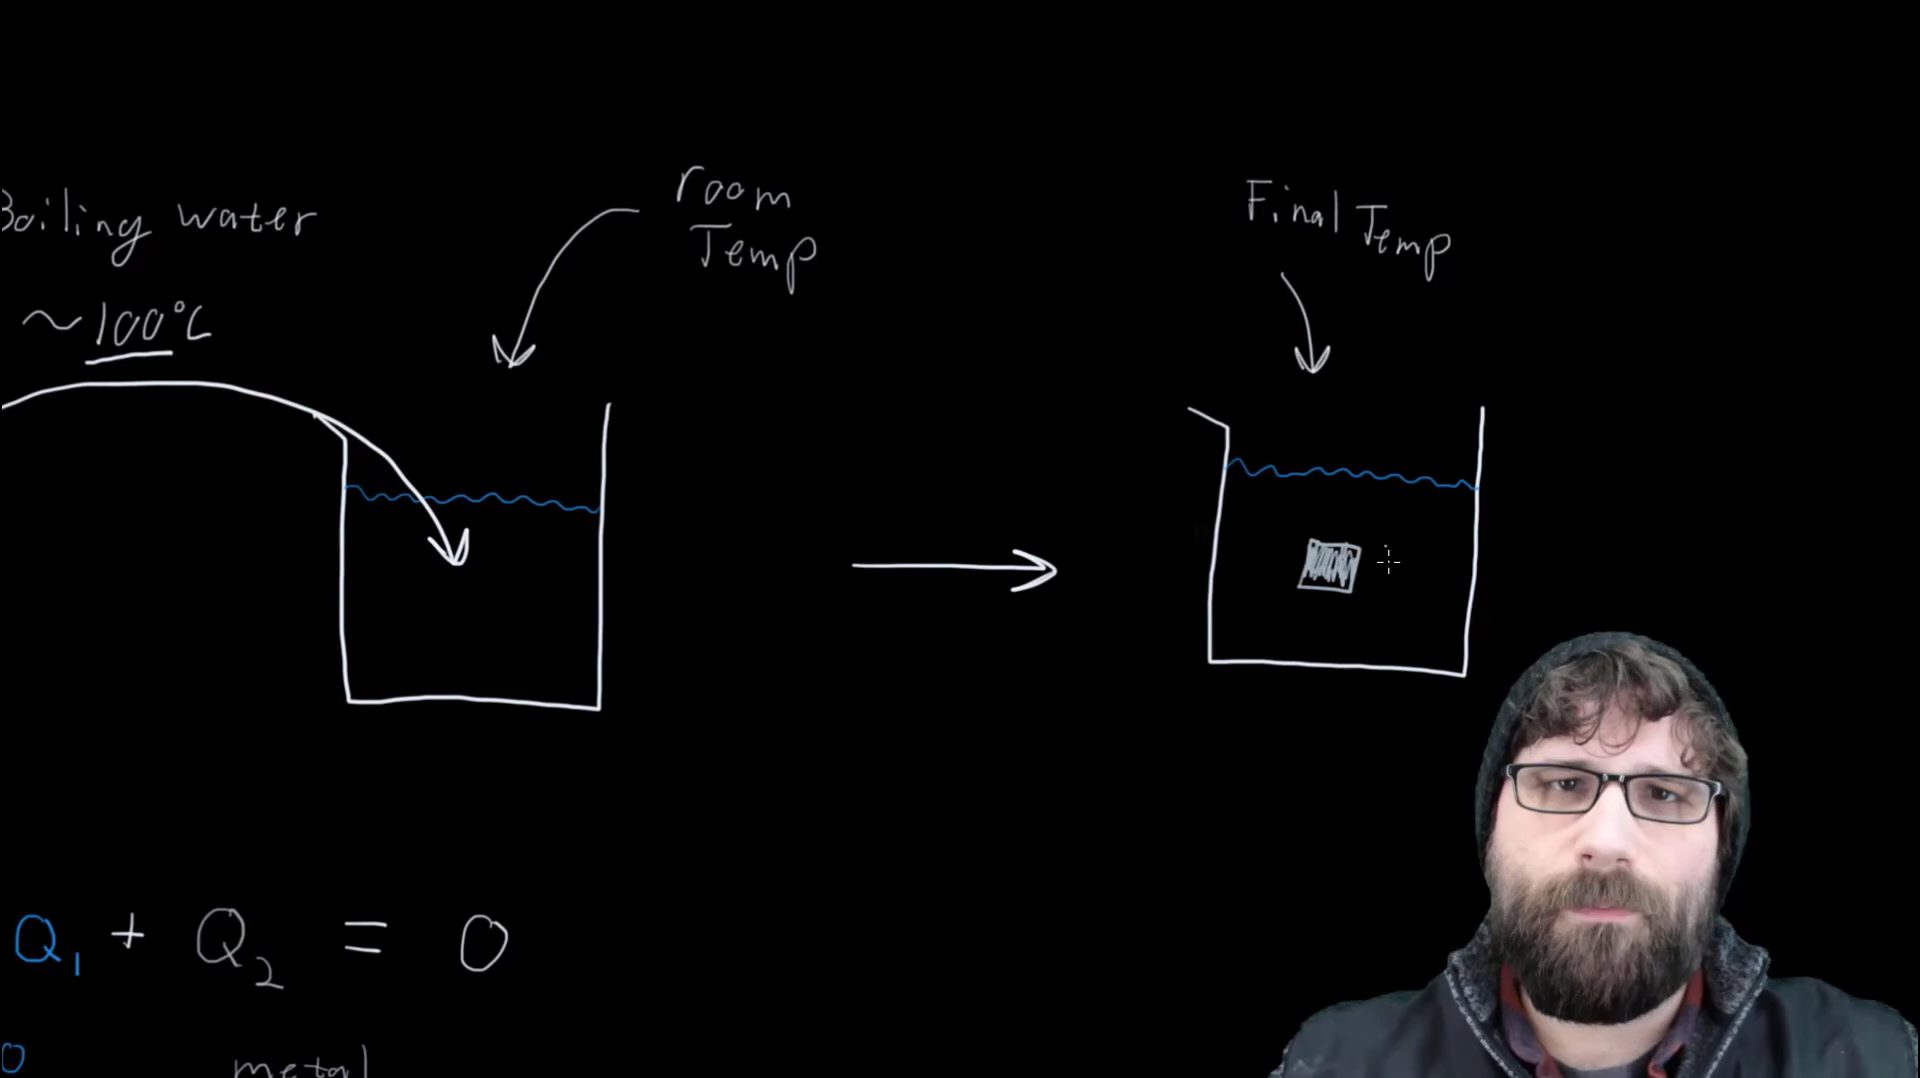 Boiling water
~100°C
room
Temp
Final Temp
Q₁ + Q₂ = 0
O
metal